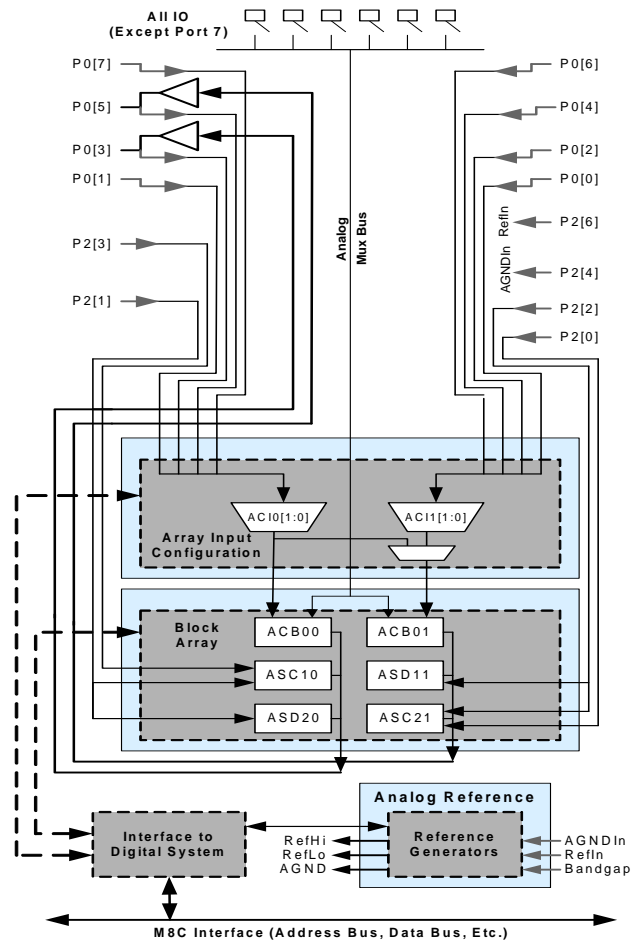 All IO
(Except Port 7)
P0[7]
P0[5]
P0[3]
P0[1]
P2[3]
P2[1]
P0[6]
P0[4]
P0[2]
P0[0]
P2[6]
P2[4]
P2[2]
P2[0]
AGNDIn RefIn
Analog
Mux Bus
ACI0[1:0]
ACI1[1:0]
Array Input
Configuration
Block
Array
ACB00
ACB01
ASC10
ASD11
ASD20
ASC21
Analog Reference
Interface to
Digital System
RefHi
RefLo
AGND
Reference
Generators
AGNDIn
RefIn
Bandgap
M8C Interface (Address Bus, Data Bus, Etc.)